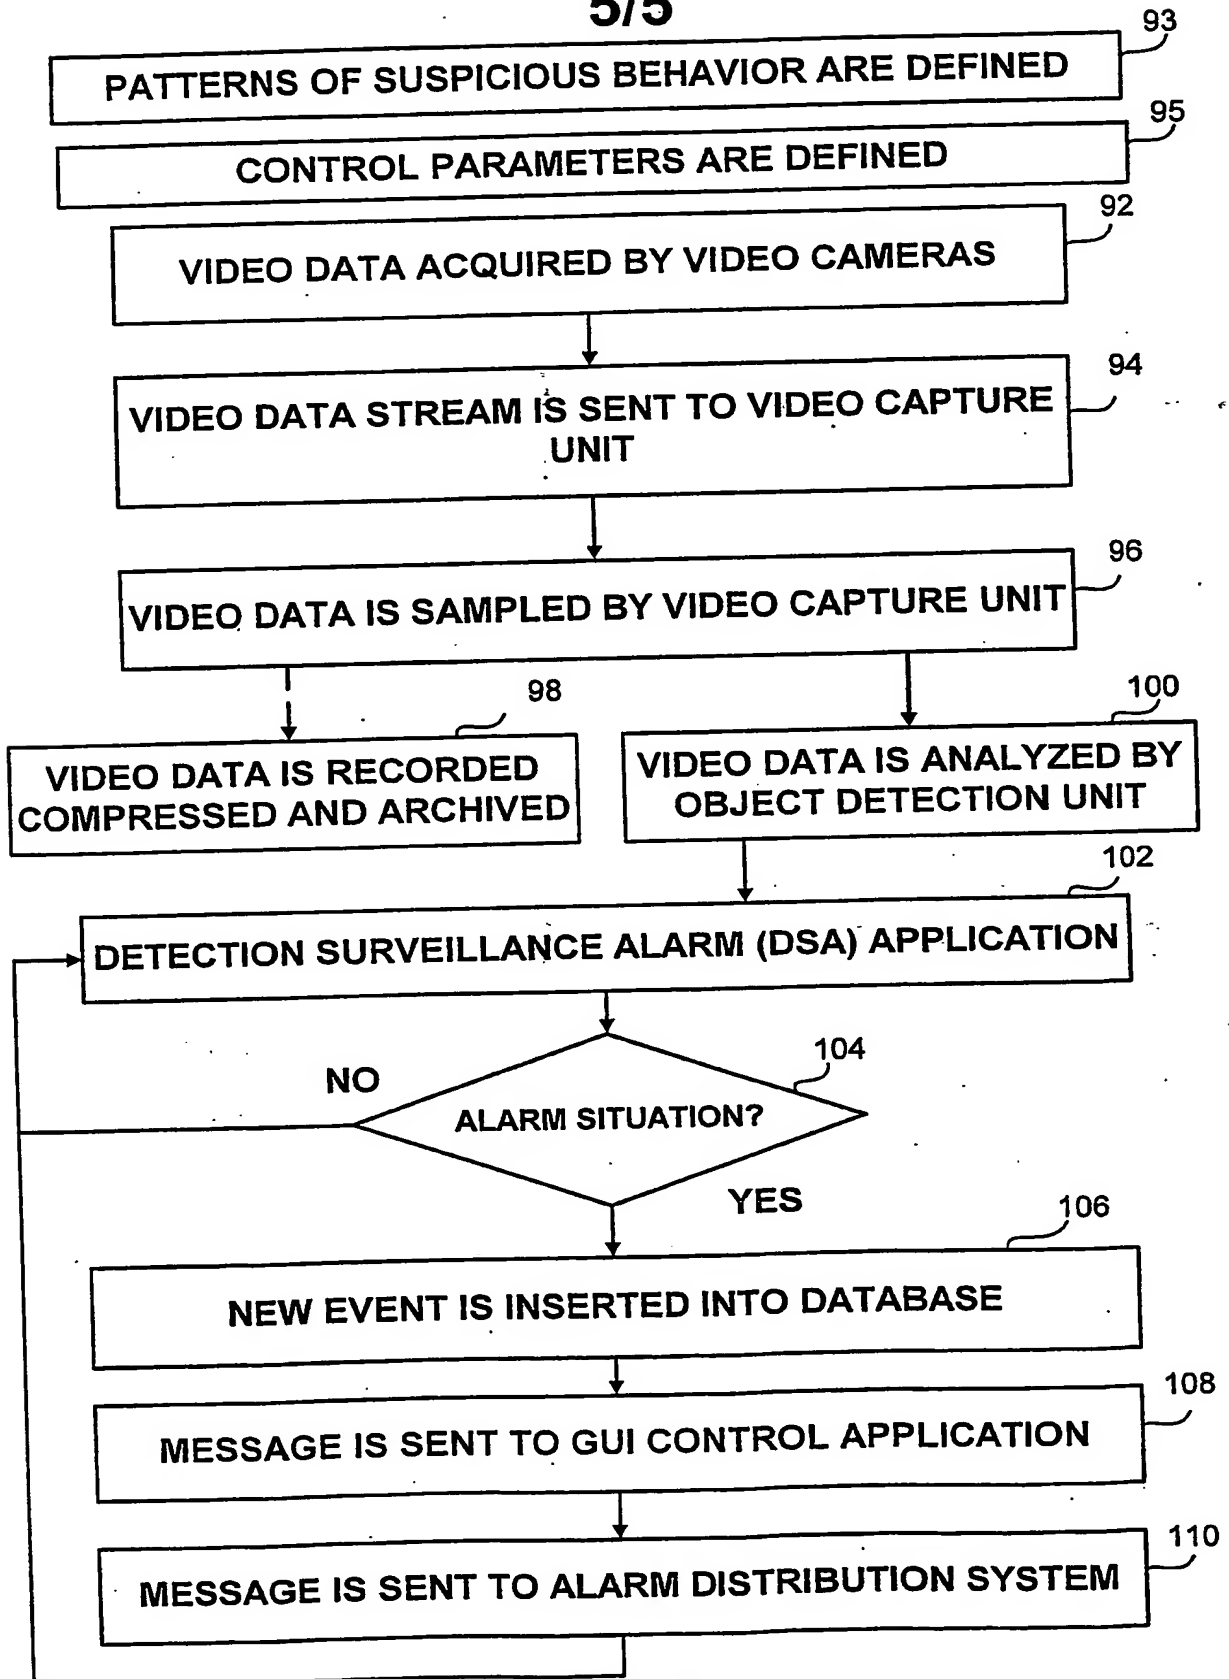 5/5
93
PATTERNS OF SUSPICIOUS BEHAVIOR ARE DEFINED
95
CONTROL PARAMETERS ARE DEFINED
92
VIDEO DATA ACQUIRED BY VIDEO CAMERAS
94
VIDEO DATA STREAM IS SENT TO VIDEO CAPTURE
UNIT
96
VIDEO DATA IS SAMPLED BY VIDEO CAPTURE UNIT
98
VIDEO DATA IS RECORDED
COMPRESSED AND ARCHIVED
100
VIDEO DATA IS ANALYZED BY
OBJECT DETECTION UNIT
102
DETECTION SURVEILLANCE ALARM (DSA) APPLICATION
104
NO
ALARM SITUATION?
YES
106
NEW EVENT IS INSERTED INTO DATABASE
108
MESSAGE IS SENT TO GUI CONTROL APPLICATION
110
MESSAGE IS SENT TO ALARM DISTRIBUTION SYSTEM